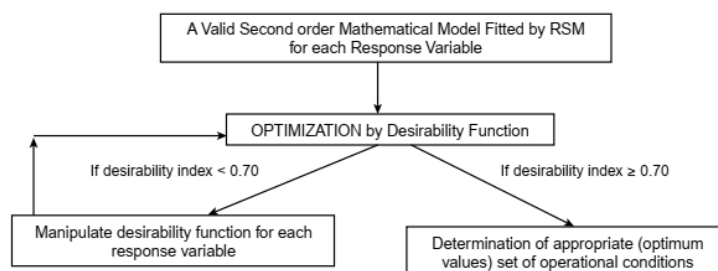 A Valid Second order Mathematical Model Fitted by RSM
for each Response Variable
OPTIMIZATION by Desirability Function
If desirability index < 0.70
If desirability index ≥ 0.70
Manipulate desirability function for each
response variable
Determination of appropriate (optimum
values) set of operational conditions